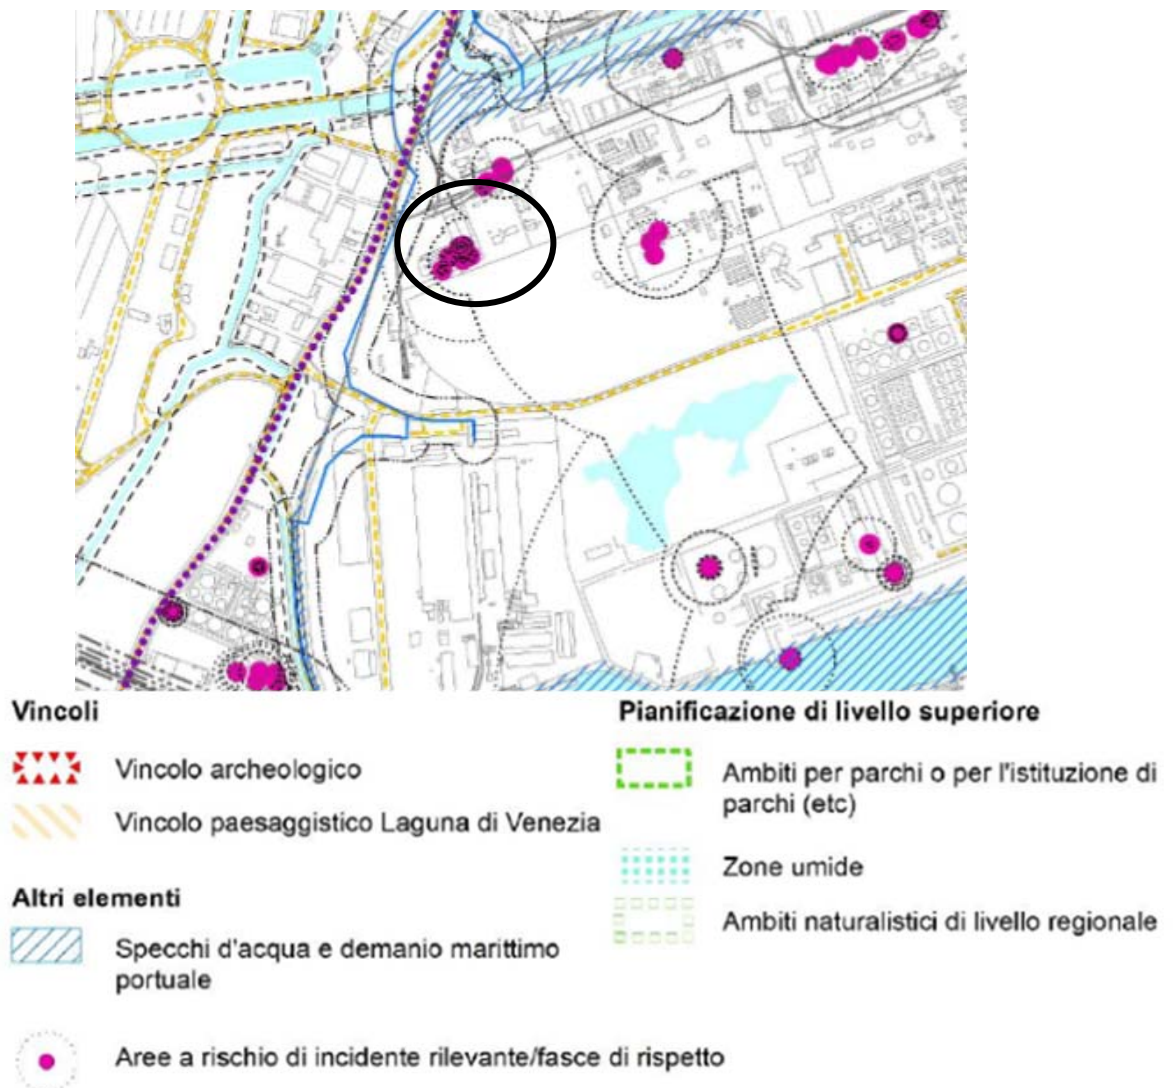 Vincoli
Vincolo archeologico
Vincolo paesaggistico Laguna di Venezia
Altri elementi
Specchi d'acqua e demanio marittimo
portuale
Aree a rischio di incidente rilevante/fasce di rispetto
Pianificazione di livello superiore
Ambiti per parchi o per l'istituzione di
parchi (etc)
Zone umide
Ambiti naturalistici di livello regionale